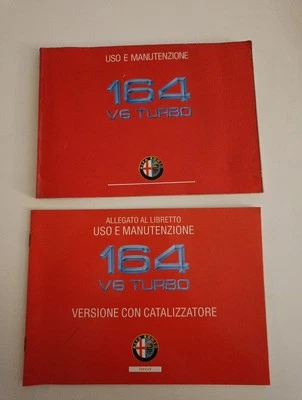 USO E MANUTENZIONE
164
V6 TURBO
ALLEGATO AL LIBRETTO
USO E MANUTENZIONE
164
V6 TURBO
VERSIONE CON CATALIZZATORE